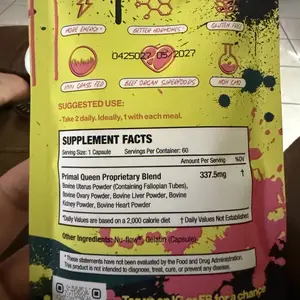 MORE ENERGY*
BETTER HORMONES*
GLUTEN FREE
0425027 05/2027
100% GRASS FED
BEEF ORGAN SUPERFOODS
NON GMO
SUGGESTED USE:
- Take 2 daily. Ideally, 1 with each meal.
SUPPLEMENT FACTS
Serving Size: 1 Capsule Servings Per Container: 60
Amount Per Serving %DV
Primal Queen Proprietary Blend 337.5mg †
Bovine Uterus Powder (Containing Fallopian Tubes),
Bovine Ovary Powder, Bovine Liver Powder, Bovine
Kidney Powder, Bovine Heart Powder
*Daily Values are based on a 2,000 calorie diet † Daily Values Not Established
Other Ingredients: Nu-flow®, Gelatin (Capsule)
* These statements have not been evaluated by the Food and Drug Administration.
This product is not intended to diagnose, treat, cure, or prevent any disease.